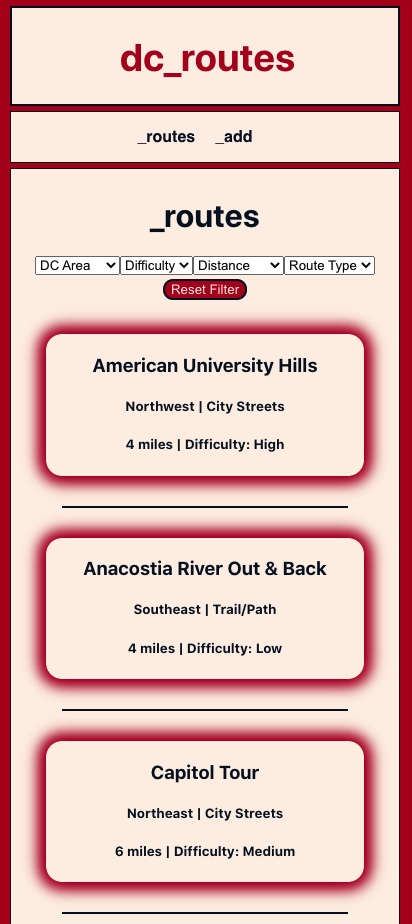 dc_routes
_routes _add
_routes
DC Area Difficulty Distance Route Type
Reset Filter
American University Hills
Northwest | City Streets
4 miles | Difficulty: High
Anacostia River Out & Back
Southeast | Trail/Path
4 miles | Difficulty: Low
Capitol Tour
Northeast | City Streets
6 miles | Difficulty: Medium